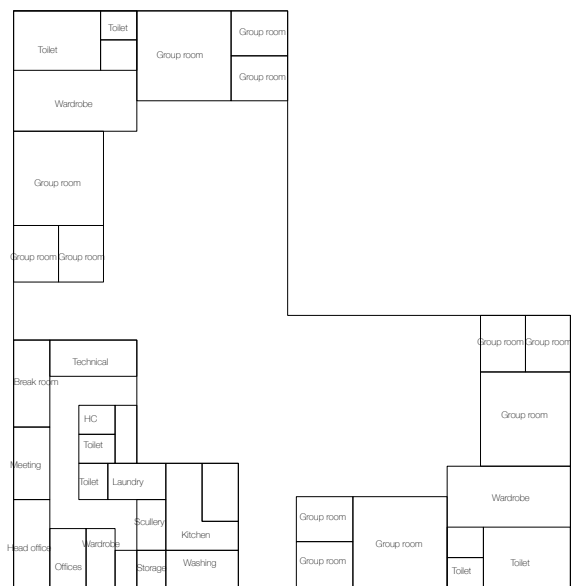 Toilet
Toilet
Group room
Group room
Group room
Wardrobe
Group room
Group room
Group room
Group room
Group room
Technical
Break room
Group room
HC
Toilet
Meeting
Toilet
Laundry
Wardrobe
Scullery
Group room
Kitchen
Head office
Wardrobe
Group room
Offices
Storage
Washing
Group room
Toilet
Toilet